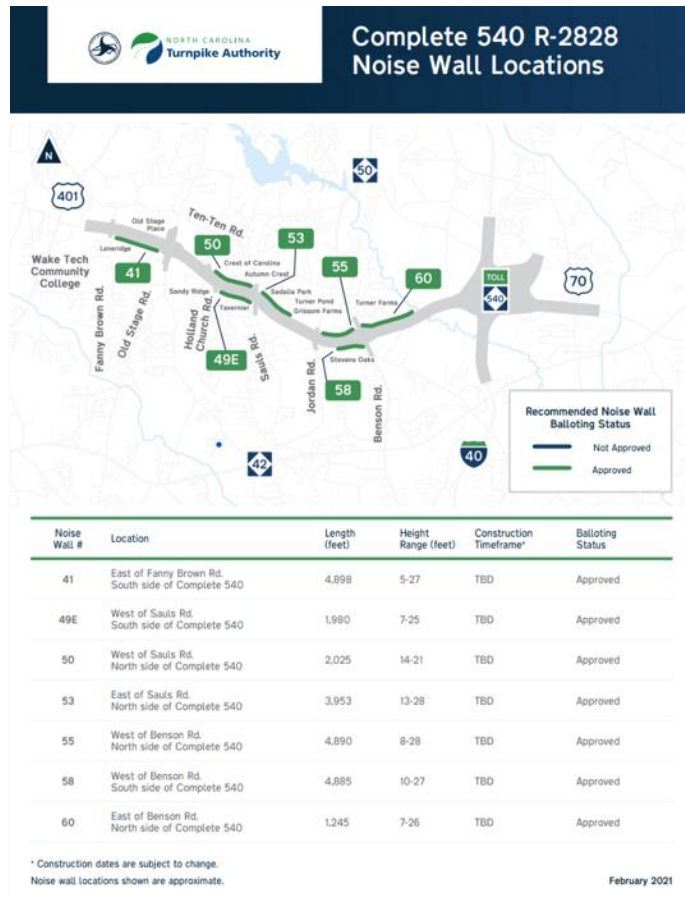 NORTH CAROLINA
Turnpike Authority
Complete 540 R-2828
Noise Wall Locations
N
50
401
Old Stage
Place
Ten-Ten Rd.
Laneridge
50
53
Crest of Carolina
Autumn Crest
55
60
Wake Tech
Community
College
41
Sandy Ridge
Sedalia Park
Turner Pond
Grissom Farms
Turner Farms
TOLL
540
70
Tavernier
Fanny Brown Rd.
Old Stage Rd.
Holland
Church Rd.
49E
Sauls Rd.
Jordan Rd.
Stevens Oaks
58
Benson Rd.
42
40
Recommended Noise Wall
Balloting Status
Not Approved
Approved
Noise
Wall #
Location
Length
(feet)
Height
Range (feet)
Construction
Timeframe*
Balloting
Status
41
East of Fanny Brown Rd.
South side of Complete 540
4,898
5-27
TBD
Approved
49E
West of Sauls Rd.
South side of Complete 540
1,980
7-25
TBD
Approved
50
West of Sauls Rd.
North side of Complete 540
2,025
14-21
TBD
Approved
53
East of Sauls Rd.
North side of Complete 540
3,953
13-28
TBD
Approved
55
West of Benson Rd.
North side of Complete 540
4,890
8-28
TBD
Approved
58
West of Benson Rd.
South side of Complete 540
4,885
10-27
TBD
Approved
60
East of Benson Rd.
North side of Complete 540
1,245
7-26
TBD
Approved
* Construction dates are subject to change.
Noise wall locations shown are approximate.
February 2021